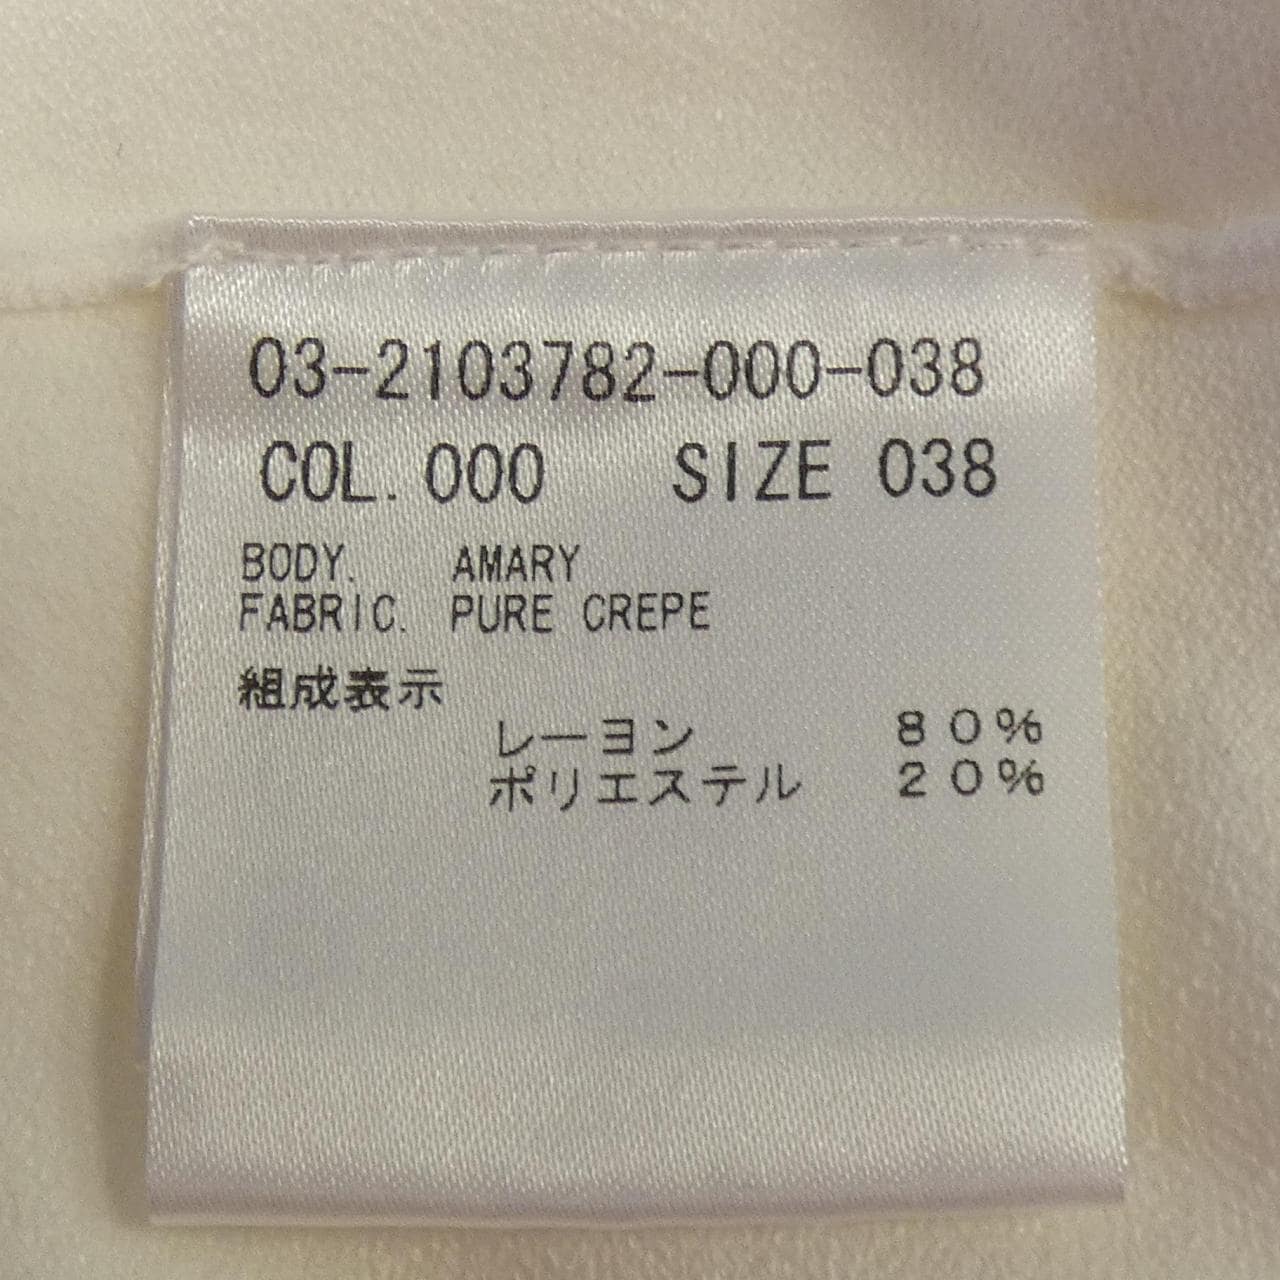 03-2103782-000-038
COL. 000 SIZE 038
BODY. AMARY
FABRIC. PURE CREPE
組成表示
レーヨン 80%
ポリエステル 20%